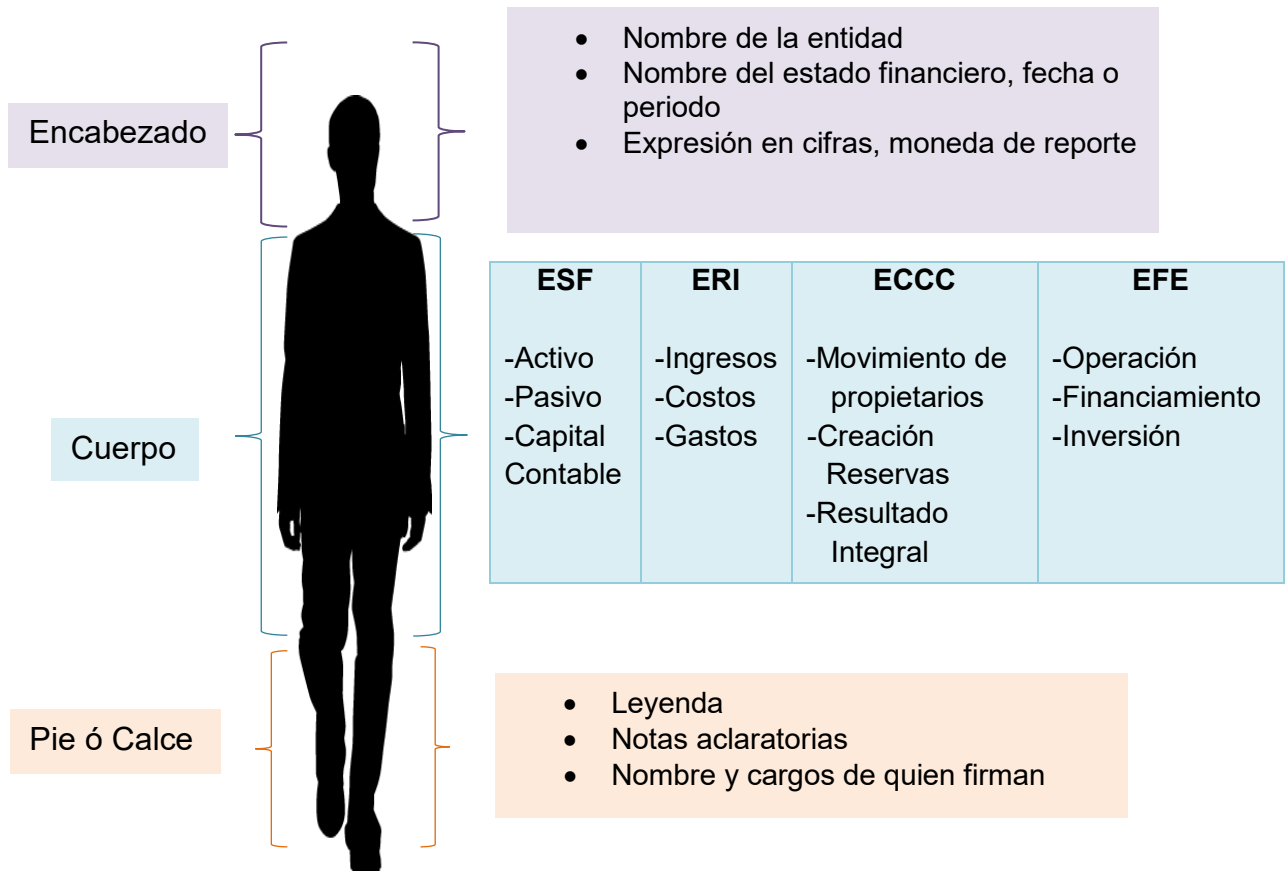 Encabezado
• Nombre de la entidad
• Nombre del estado financiero, fecha o
periodo
• Expresión en cifras, moneda de reporte
Cuerpo
ESF
-Activo
-Pasivo
-Capital
Contable
ERI
-Ingresos
-Costos
-Gastos
ECCC
-Movimiento de
propietarios
-Creación
Reservas
-Resultado
Integral
EFE
-Operación
-Financiamiento
-Inversión
Pie ó Calce
• Leyenda
• Notas aclaratorias
• Nombre y cargos de quien firman